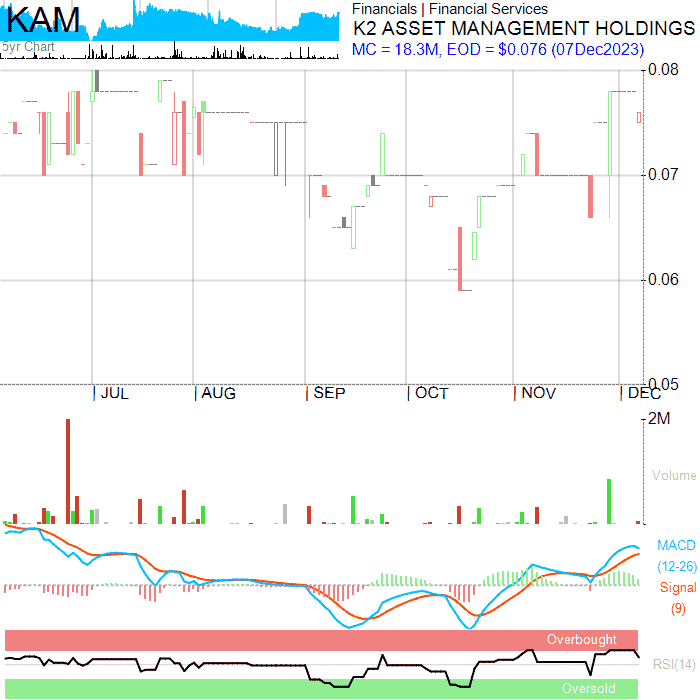 KAM
5yr Chart
Financials | Financial Services
K2 ASSET MANAGEMENT HOLDINGS
MC = 18.3M, EOD = $0.076 (07Dec2023)
0.08
0.07
0.06
0.05
JUL AUG SEP OCT NOV DEC
2M
Volume
MACD
(12-26)
Signal
(9)
Overbought
RSI(14)
Oversold